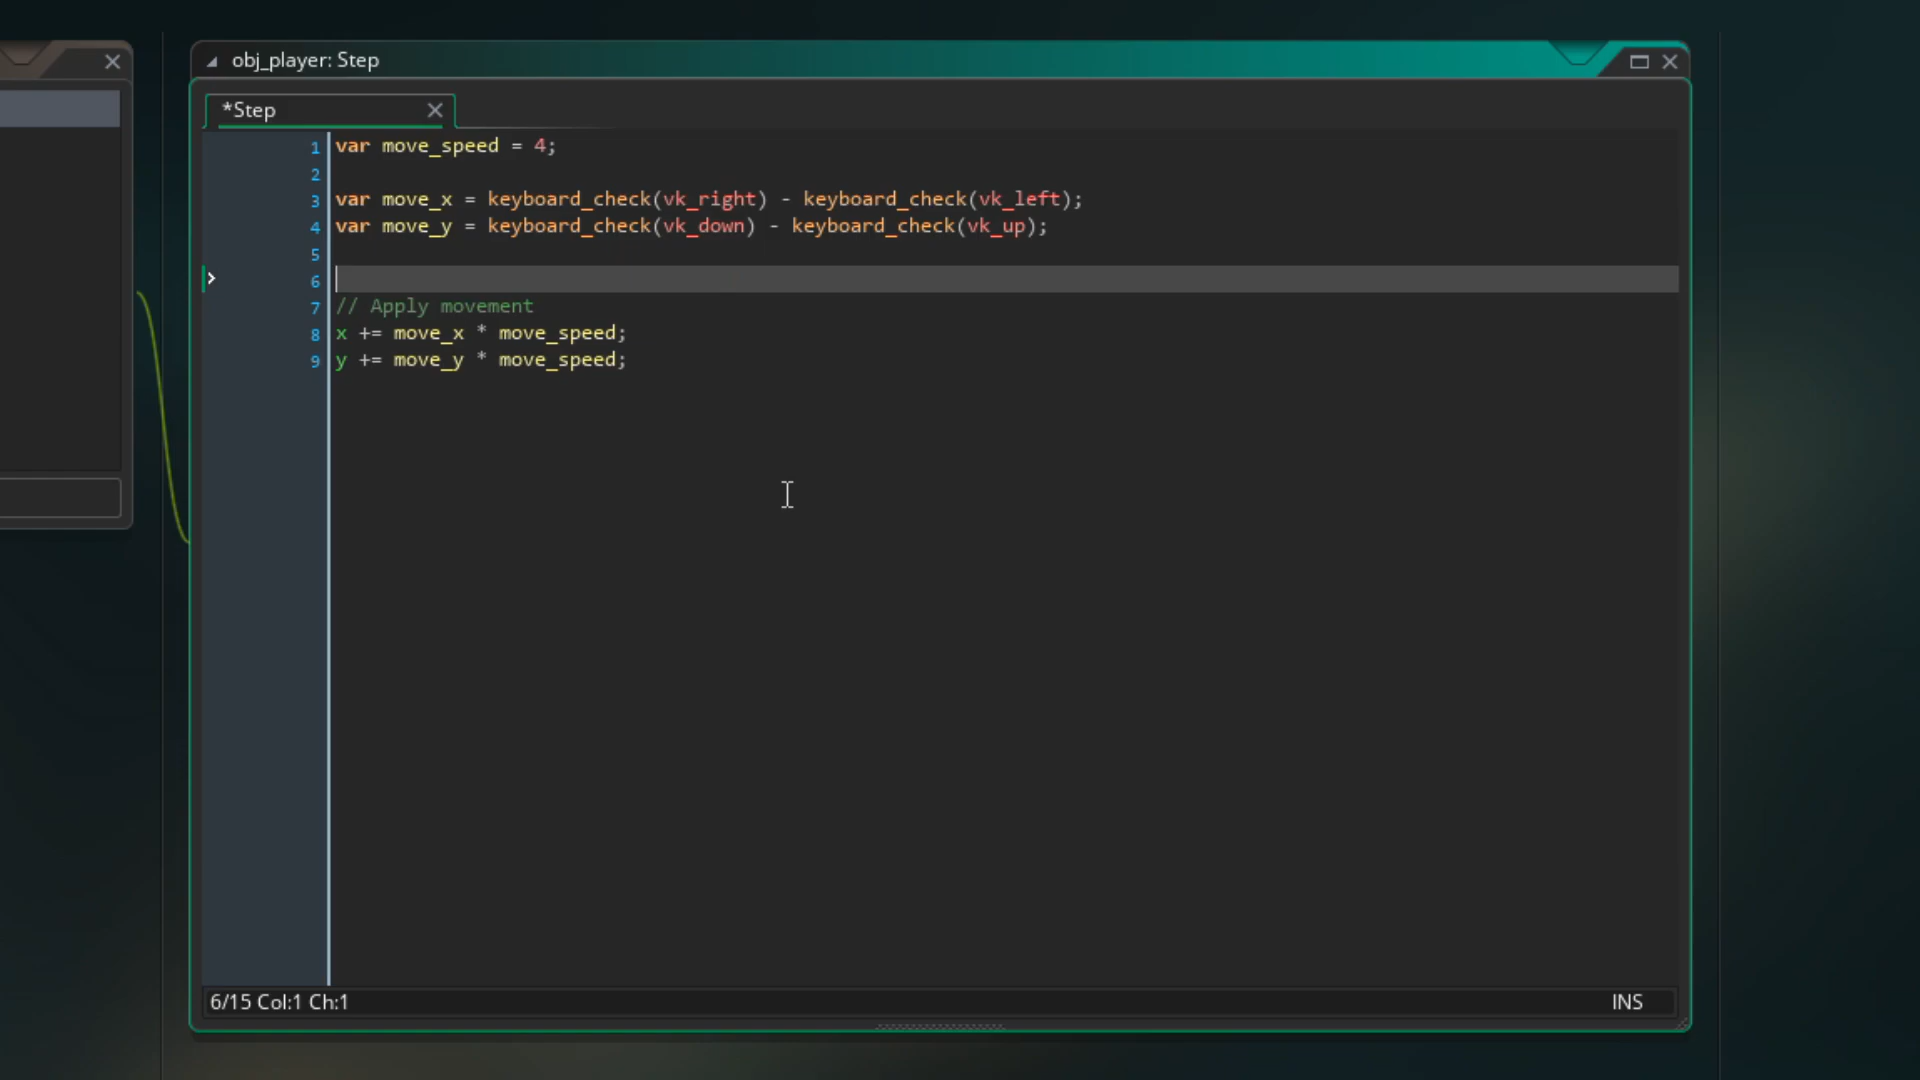 obj_player: Step
*Step
1 var move_speed = 4;
2
3 var move_x = keyboard_check(vk_right) - keyboard_check(vk_left);
4 var move_y = keyboard_check(vk_down) - keyboard_check(vk_up);
5
6
7 // Apply movement
8 x += move_x * move_speed;
9 y += move_y * move_speed;
6/15 Col:1 Ch:1 INS